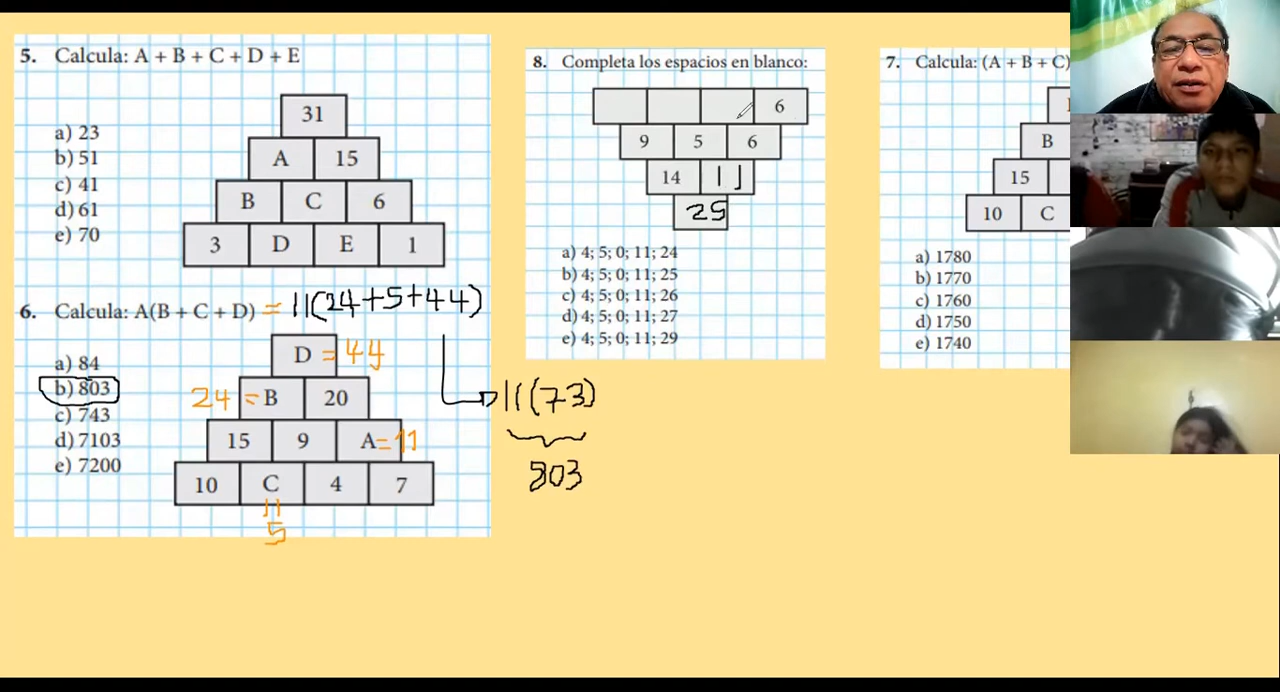 5. Calcula: A + B + C + D + E
a) 23
b) 51
c) 41
d) 61
e) 70
31
A 15
B C 6
3 D E 1
6. Calcula: A(B + C + D) = 11(24+5+44)
a) 84
b) 803
c) 743
d) 7103
e) 7200
D = 44
24 = B 20
15 9 A = 11
10 C 4 7
5
11(73)
803
8. Completa los espacios en blanco:
6
9 5 6
14 11
25
a) 4; 5; 0; 11; 24
b) 4; 5; 0; 11; 25
c) 4; 5; 0; 11; 26
d) 4; 5; 0; 11; 27
e) 4; 5; 0; 11; 29
7. Calcula: (A + B + C)
B
15
10 C
a) 1780
b) 1770
c) 1760
d) 1750
e) 1740